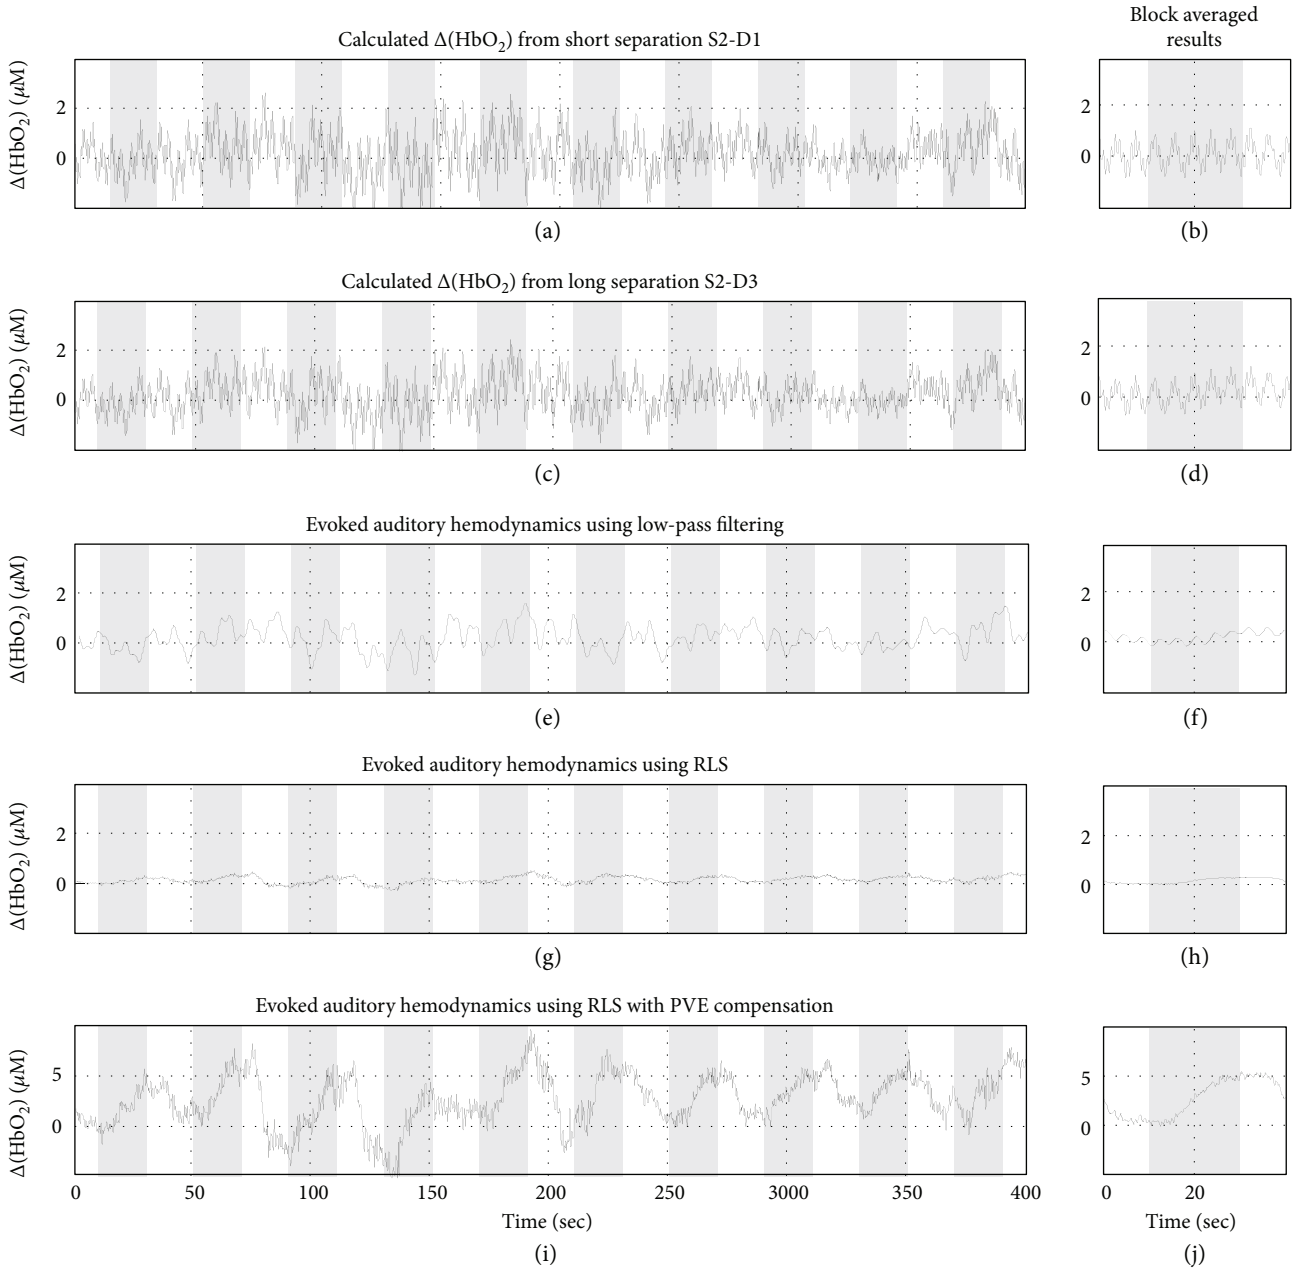 Calculated Δ(HbO2) from short separation S2-D1
Block averaged
results
Δ(HbO2) (μM)
2
0
2
0
(a)
(b)
Calculated Δ(HbO2) from long separation S2-D3
Δ(HbO2) (μM)
2
0
2
0
(c)
(d)
Evoked auditory hemodynamics using low-pass filtering
Δ(HbO2) (μM)
2
0
2
0
(e)
(f)
Evoked auditory hemodynamics using RLS
Δ(HbO2) (μM)
2
0
2
0
(g)
(h)
Evoked auditory hemodynamics using RLS with PVE compensation
Δ(HbO2) (μM)
5
0
5
0
0 50 100 150 200 250 3000 350 400
0 20
Time (sec)
Time (sec)
(i)
(j)